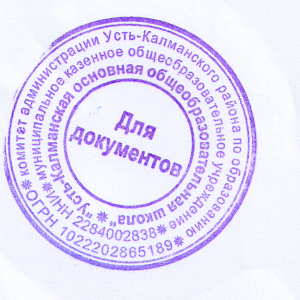 комитет администрации Усть-Калманского района по образованию
ОГРН 1022202865189
муниципальное казенное общеобразовательное учреждение
ИНН 2284002838
"усть-Калманская основная общеобразовательная школа"
Для
документов